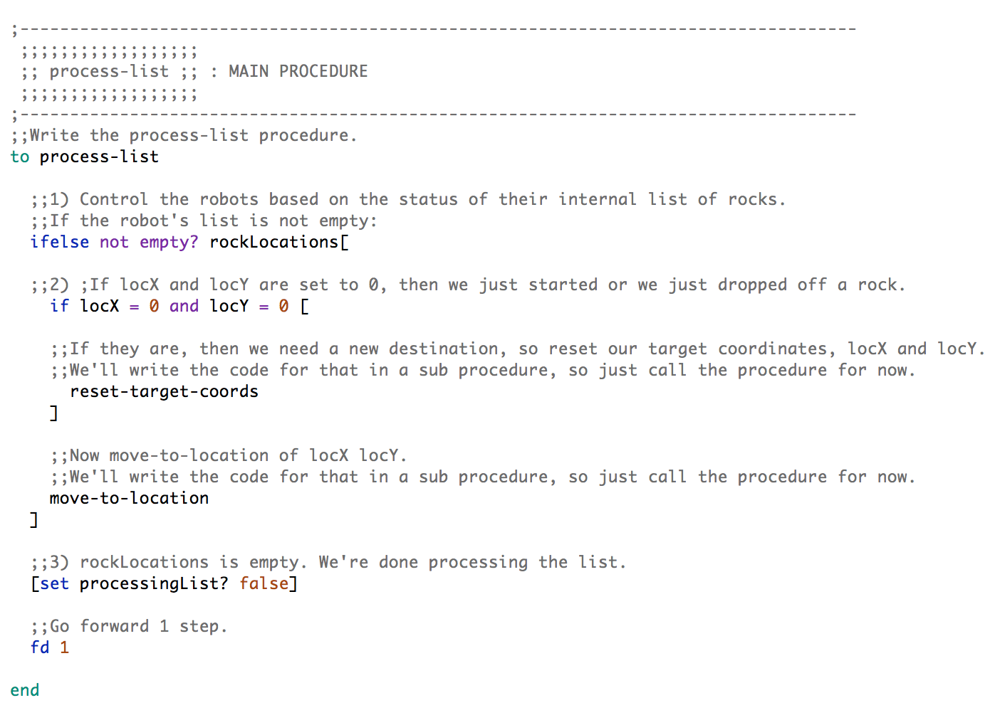 ;------------------------------------------------------------------------------------
;;;;;;;;;;;;;;;;;;
;; process-list ;; : MAIN PROCEDURE
;;;;;;;;;;;;;;;;;;
;------------------------------------------------------------------------------------
;;Write the process-list procedure.
to process-list
;;1) Control the robots based on the status of their internal list of rocks.
;;If the robot's list is not empty:
ifelse not empty? rockLocations[
;;2) ;If locX and locY are set to 0, then we just started or we just dropped off a rock.
if locX = 0 and locY = 0 [
;;If they are, then we need a new destination, so reset our target coordinates, locX and locY.
;;We'll write the code for that in a sub procedure, so just call the procedure for now.
reset-target-coords
]
;;Now move-to-location of locX locY.
;;We'll write the code for that in a sub procedure, so just call the procedure for now.
move-to-location
]
;;3) rockLocations is empty. We're done processing the list.
[set processingList? false]
;;Go forward 1 step.
fd 1
end